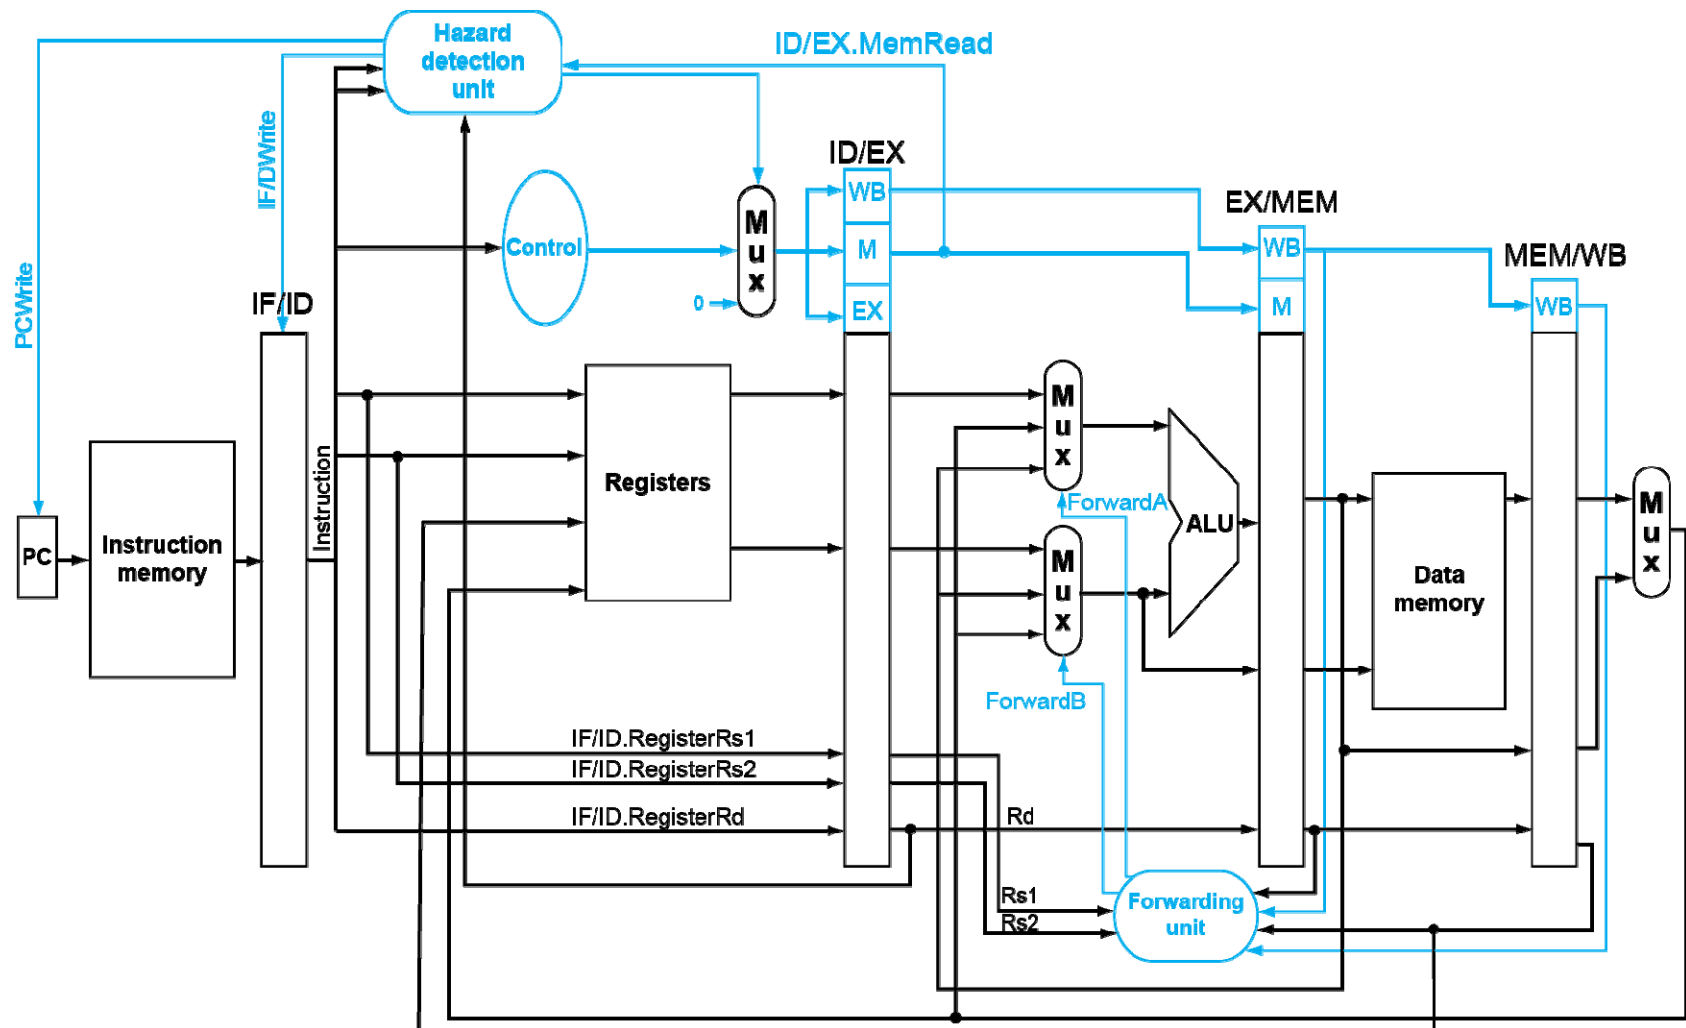 Hazard
detection
unit
ID/EX.MemRead
IF/DWrite
PCWrite
ID/EX
WB
M
EX
Control
0
M
u
x
EX/MEM
WB
M
MEM/WB
WB
IF/ID
Instruction
PC
Instruction
memory
Registers
M
u
x
ForwardA
M
u
x
ForwardB
ALU
Data
memory
M
u
x
IF/ID.RegisterRs1
IF/ID.RegisterRs2
IF/ID.RegisterRd
Rd
Rs1
Rs2
Forwarding
unit